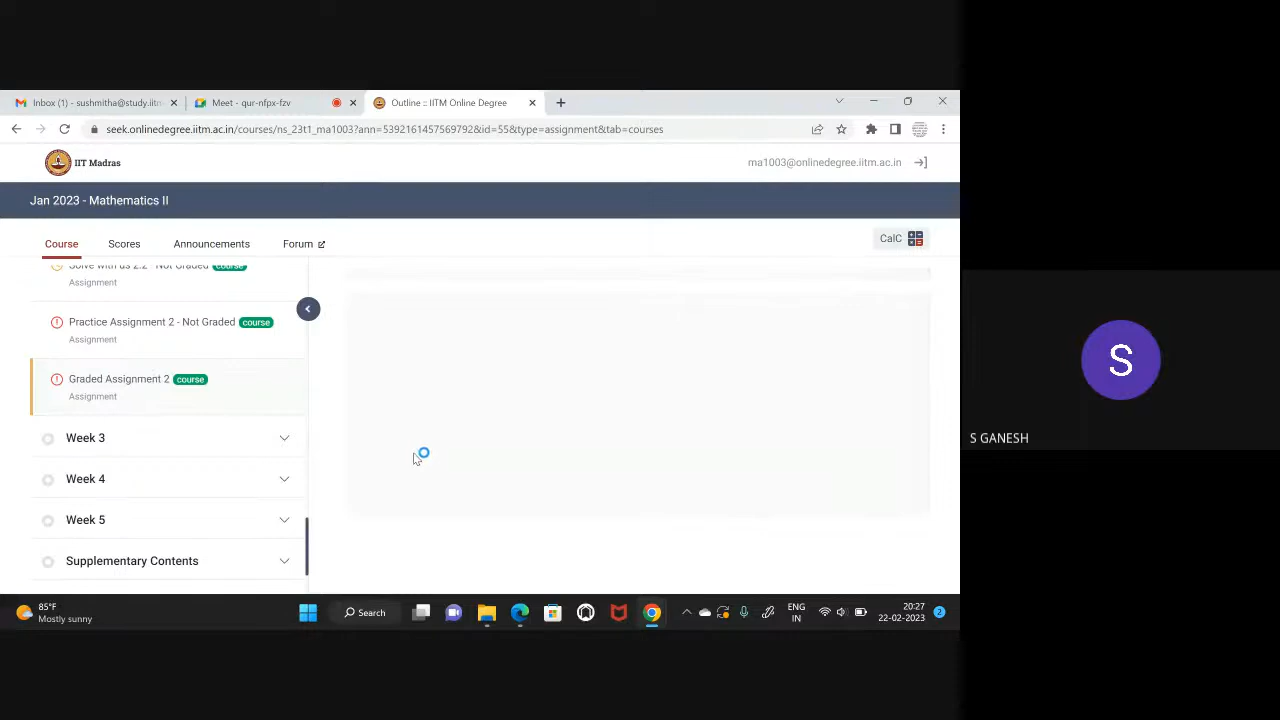 Inbox (1) - sushmitha@study.iitm
Meet - qur-nfpx-fzv
Outline :: IITM Online Degree
seek.onlinedegree.iitm.ac.in/courses/ns_23t1_ma1003?ann=5392161457569792&id=55&type=assignment&tab=courses
IIT Madras
ma1003@onlinedegree.iitm.ac.in
Jan 2023 - Mathematics II
Course Scores Announcements Forum
CalC
Solve with us 2.2 - Not Graded course
Assignment
Practice Assignment 2 - Not Graded course
Assignment
Graded Assignment 2 course
Assignment
Week 3
Week 4
Week 5
Supplementary Contents
S
S GANESH
85°F
Mostly sunny
Search
ENG
IN
20:27
22-02-2023
2